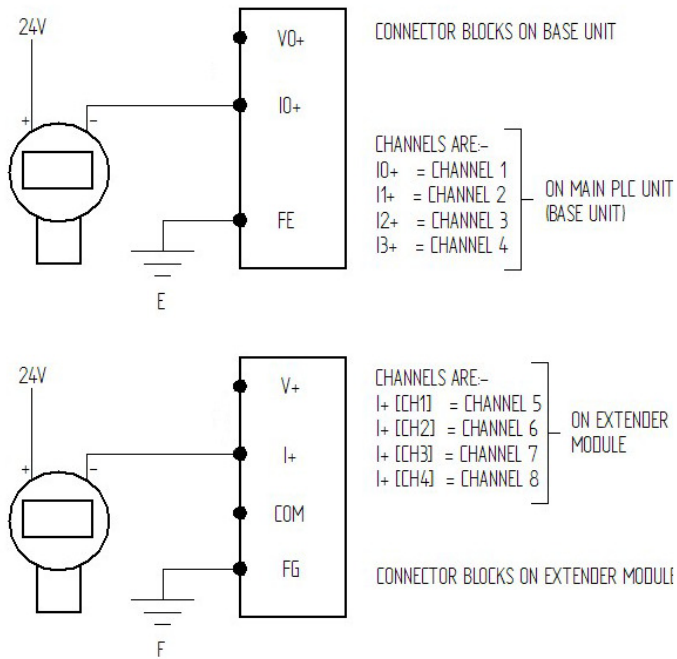 24V
V0+
CONNECTOR BLOCKS ON BASE UNIT
+ -
I0+
CHANNELS ARE:-
I0+ = CHANNEL 1
I1+ = CHANNEL 2
I2+ = CHANNEL 3
I3+ = CHANNEL 4
ON MAIN PLC UNIT
(BASE UNIT)
FE
E
24V
V+
CHANNELS ARE:-
I+ [CH1] = CHANNEL 5
I+ [CH2] = CHANNEL 6
I+ [CH3] = CHANNEL 7
I+ [CH4] = CHANNEL 8
ON EXTENDER
MODULE
+ -
I+
COM
FG
CONNECTOR BLOCKS ON EXTENDER MODULE
F